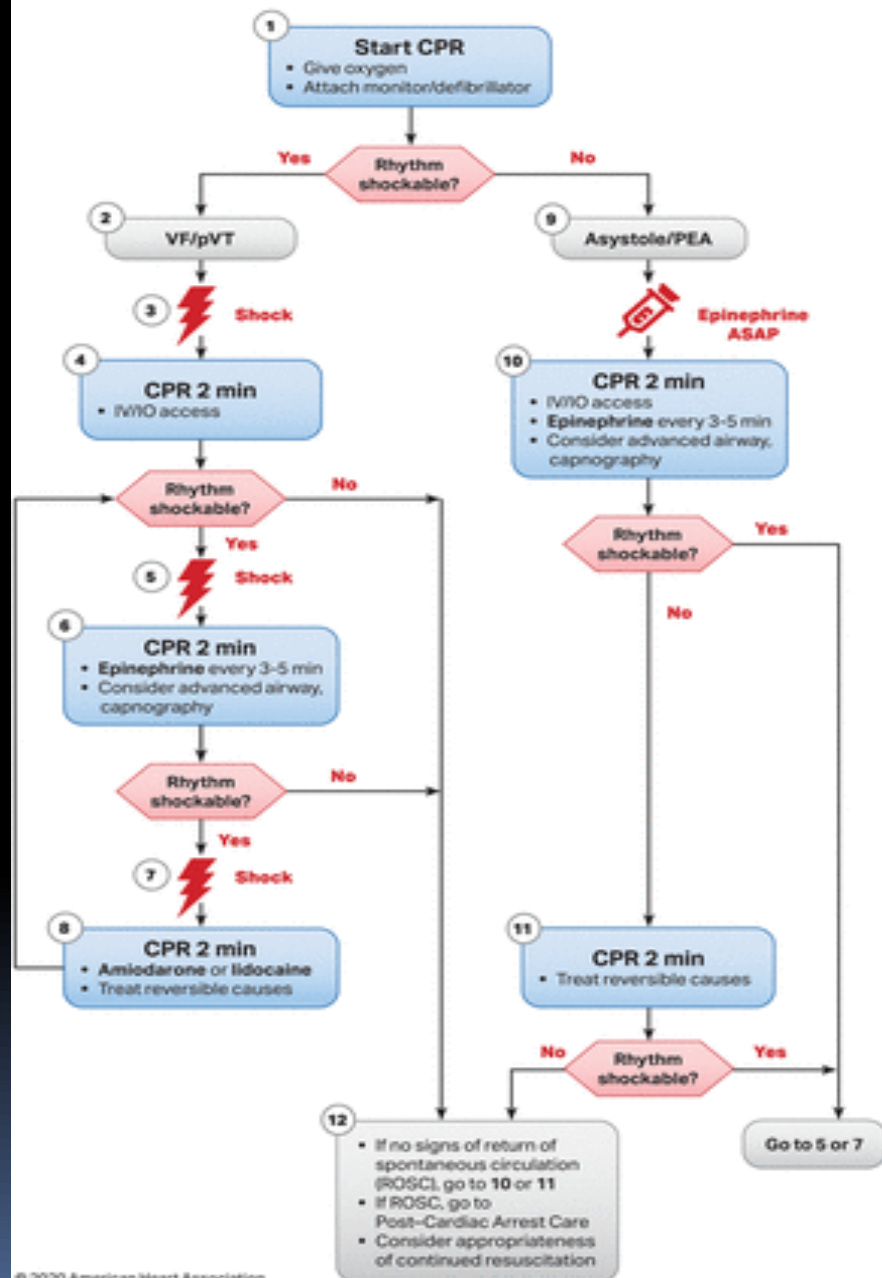 1
Start CPR
• Give oxygen
• Attach monitor/defibrillator
Rhythm
shockable?
Yes
No
2
VF/pVT
9
Asystole/PEA
3
Shock
Epinephrine
ASAP
4
CPR 2 min
• IV/IO access
10
CPR 2 min
• IV/IO access
• Epinephrine every 3-5 min
• Consider advanced airway,
capnography
Rhythm
shockable?
No
Yes
Rhythm
shockable?
Yes
No
5
Shock
6
CPR 2 min
• Epinephrine every 3-5 min
• Consider advanced airway,
capnography
Rhythm
shockable?
No
Yes
7
Shock
8
CPR 2 min
• Amiodarone or lidocaine
• Treat reversible causes
11
CPR 2 min
• Treat reversible causes
Rhythm
shockable?
No
Yes
12
• If no signs of return of
spontaneous circulation
(ROSC), go to 10 or 11
• If ROSC, go to
Post–Cardiac Arrest Care
• Consider appropriateness
of continued resuscitation
Go to 5 or 7
© 2020 American Heart Association